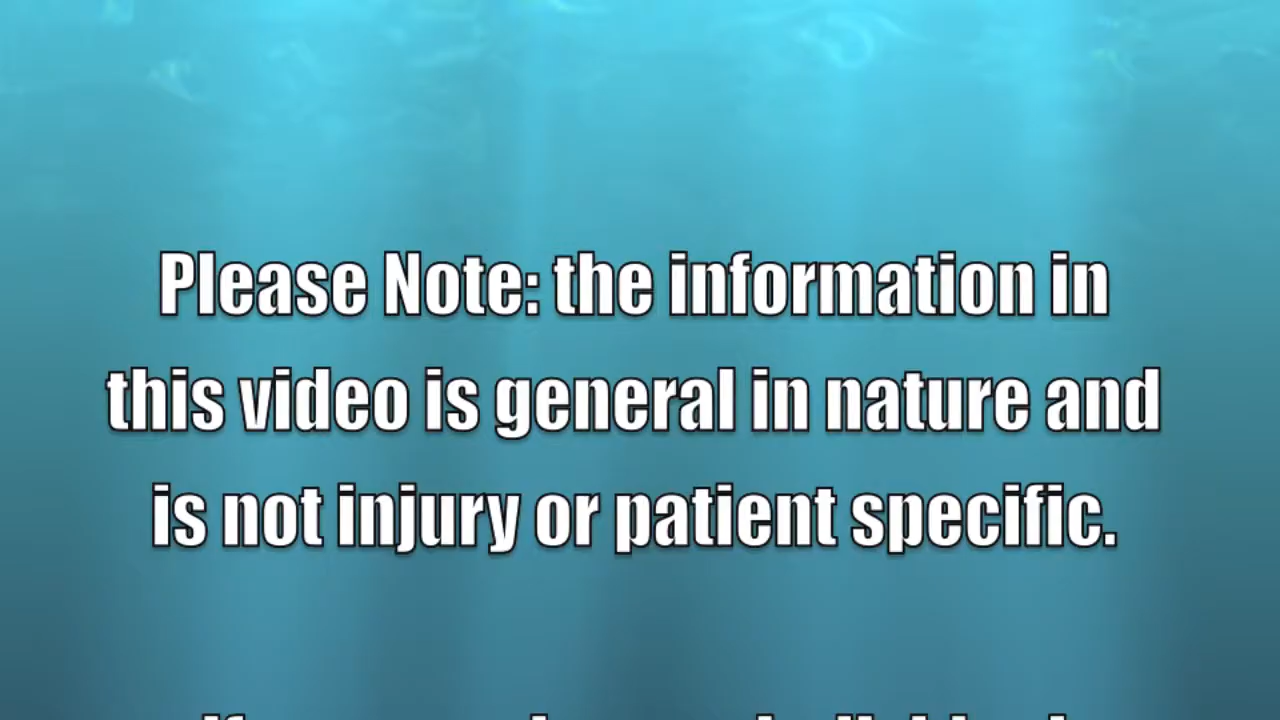 Please Note: the information in
this video is general in nature and
is not injury or patient specific.